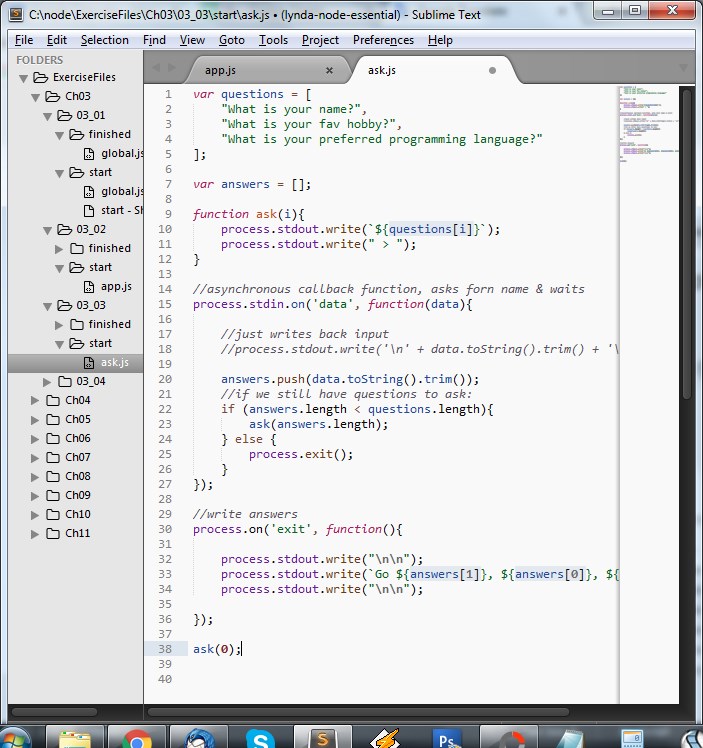 C:\node\ExerciseFiles\Ch03\03_03\start\ask.js • (lynda-node-essential) - Sublime Text
File Edit Selection Find View Goto Tools Project Preferences Help
FOLDERS
ExerciseFiles
Ch03
03_01
finished
global.js
start
global.js
start - Sh
03_02
finished
start
app.js
03_03
finished
start
ask.js
03_04
Ch04
Ch05
Ch06
Ch07
Ch08
Ch09
Ch10
Ch11
app.js × ask.js
1 var questions = [
2 "What is your name?",
3 "What is your fav hobby?",
4 "What is your preferred programming language?"
5 ];
6
7 var answers = [];
8
9 function ask(i){
10 process.stdout.write(`${questions[i]}`);
11 process.stdout.write(" > ");
12 }
13
14 //asynchronous callback function, asks forn name & waits
15 process.stdin.on('data', function(data){
16
17 //just writes back input
18 //process.stdout.write('\n' + data.toString().trim() + '\
19
20 answers.push(data.toString().trim());
21 //if we still have questions to ask:
22 if (answers.length < questions.length){
23 ask(answers.length);
24 } else {
25 process.exit();
26 }
27 });
28
29 //write answers
30 process.on('exit', function(){
31
32 process.stdout.write("\n\n");
33 process.stdout.write(`Go ${answers[1]}, ${answers[0]}, ${
34 process.stdout.write("\n\n");
35
36 });
37
38 ask(0);
39
40
Ps